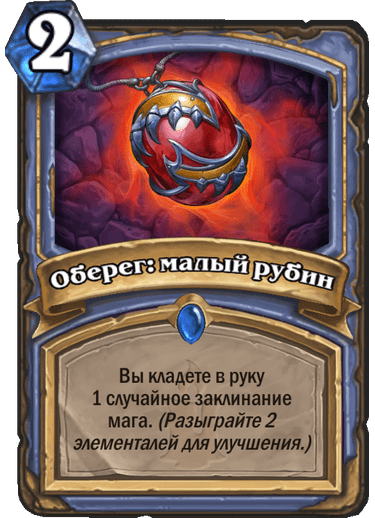 2
Оберег: малый рубин
Вы кладете в руку
1 случайное заклинание
мага. (Разыграйте 2
элементалей для улучшения.)